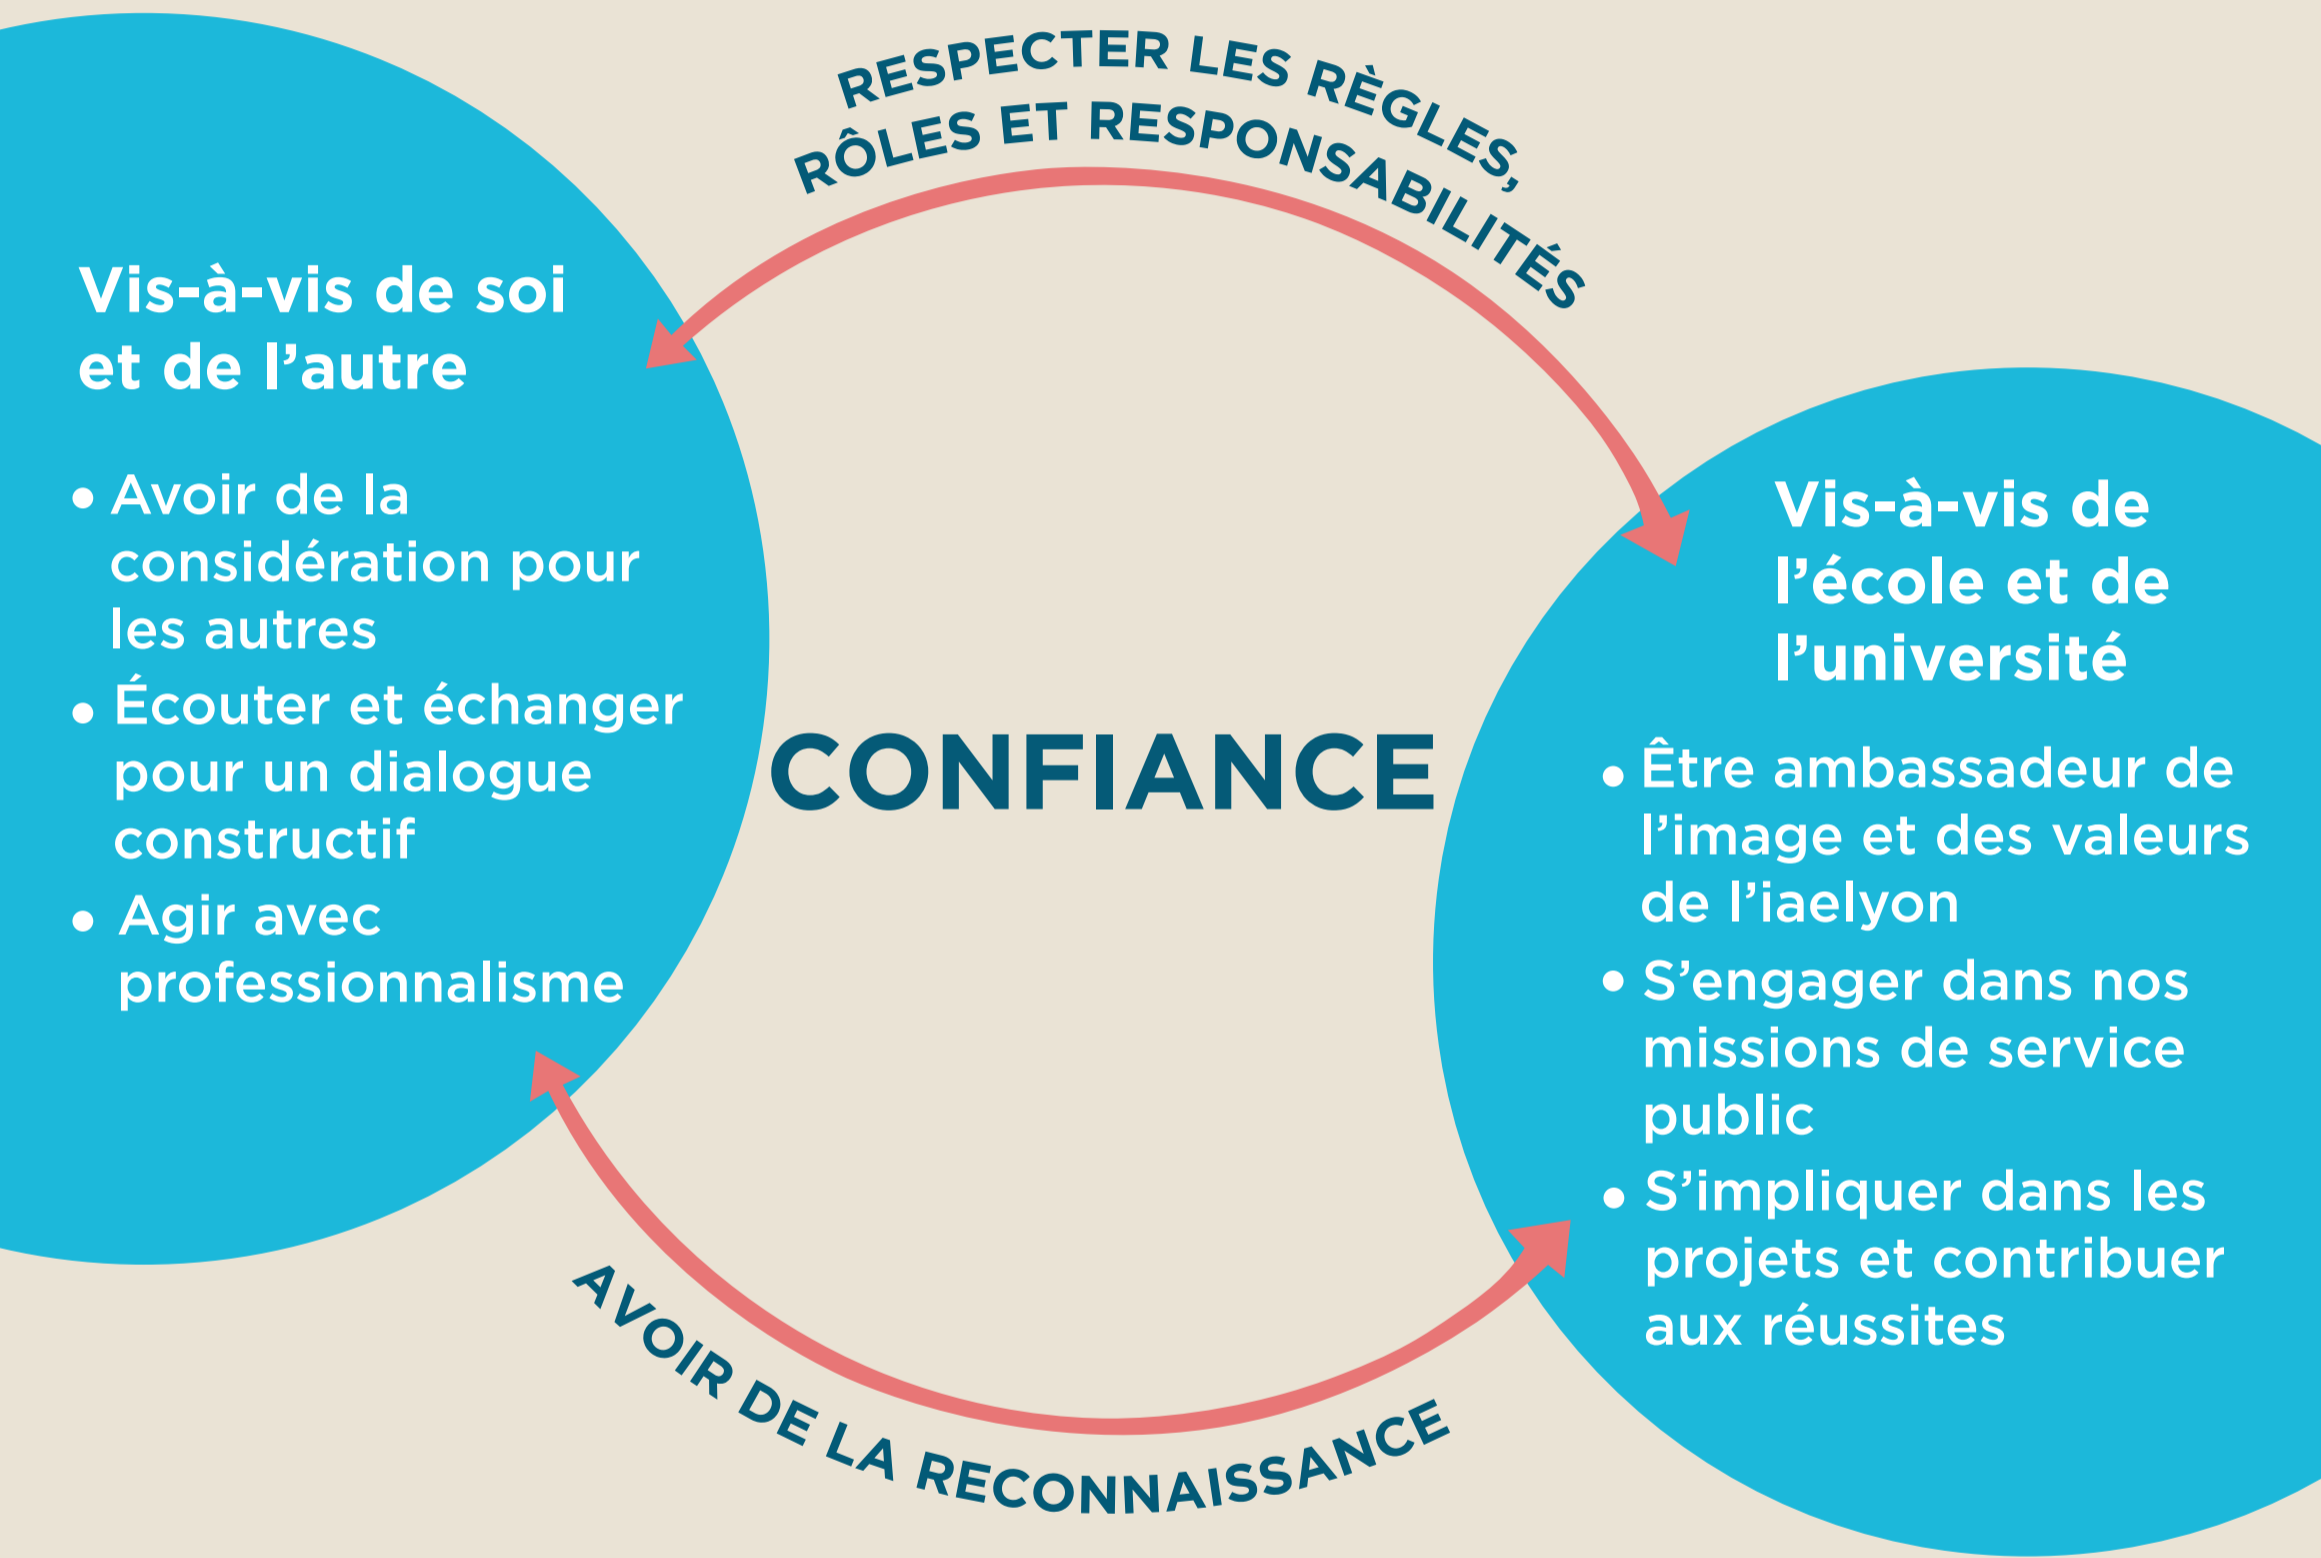 RESPECTER LES RÈGLES,
RÔLES ET RESPONSABILITÉS
Vis-à-vis de soi
et de l'autre
• Avoir de la
considération pour
les autres
• Écouter et échanger
pour un dialogue
constructif
• Agir avec
professionnalisme
CONFIANCE
Vis-à-vis de
l'école et de
l'université
• Être ambassadeur de
l'image et des valeurs
de l'iaelyon
• S'engager dans nos
missions de service
public
• S'impliquer dans les
projets et contribuer
aux réussites
AVOIR DE LA RECONNAISSANCE